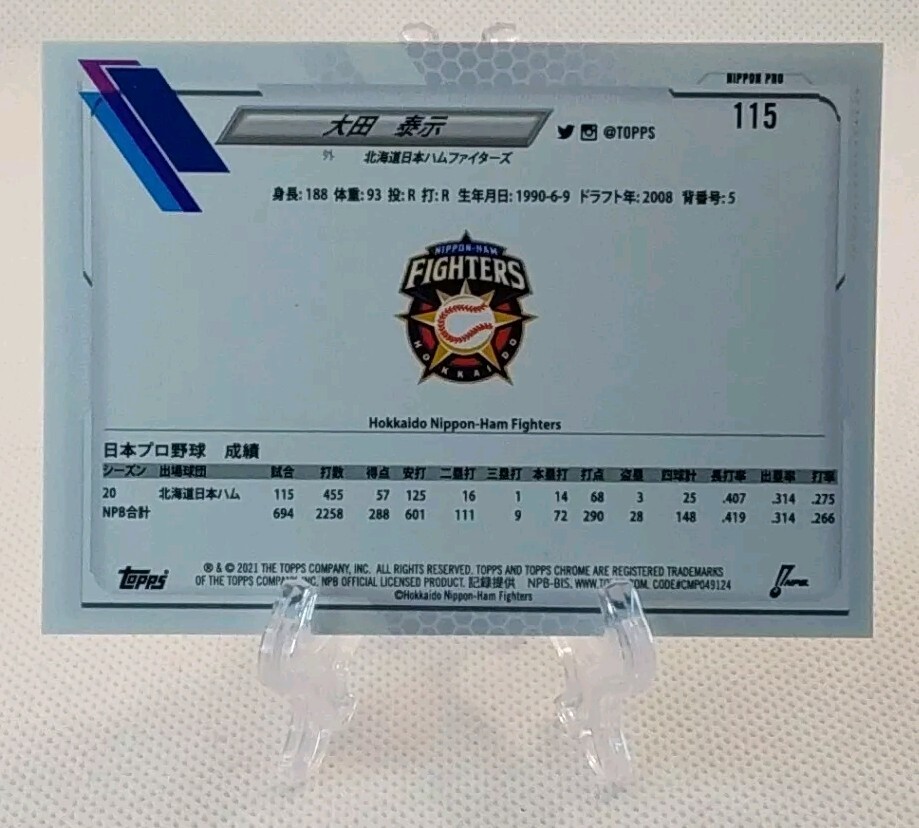 NIPPON PRO
115
大田 泰示
@TOPPS
外 北海道日本ハムファイターズ
身長: 188 体重: 93 投: R 打: R 生年月日: 1990-6-9 ドラフト年: 2008 背番号: 5
NIPPON-HAM
FIGHTERS
HOKKAIDO
Hokkaido Nippon-Ham Fighters
日本プロ野球 成績
シーズン 出場球団 試合 打数 得点 安打 二塁打 三塁打 本塁打 打点 盗塁 四球計 長打率 出塁率 打率
20 北海道日本ハム 115 455 57 125 16 1 14 68 3 25 .407 .314 .275
NPB合計 694 2258 288 601 111 9 72 290 28 148 .419 .314 .266
topps
® & © 2021 THE TOPPS COMPANY, INC. ALL RIGHTS RESERVED. TOPPS AND TOPPS CHROME ARE REGISTERED TRADEMARKS
OF THE TOPPS COMPANY, INC. NPB OFFICIAL LICENSED PRODUCT. 記録提供 NPB-BIS. CODE#CMP049124
©Hokkaido Nippon-Ham Fighters
NPB